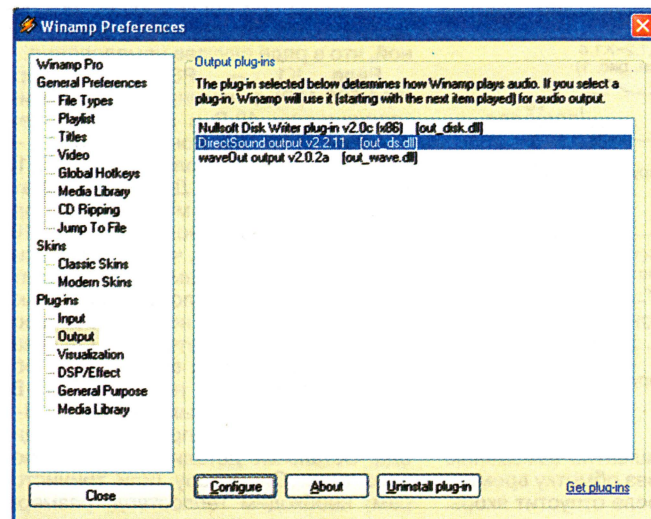 Winamp Preferences
Winamp Pro
General Preferences
File Types
Playlist
Titles
Video
Global Hotkeys
Media Library
CD Ripping
Jump To File
Skins
Classic Skins
Modern Skins
Plug-ins
Input
Output
Visualization
DSP/Effect
General Purpose
Media Library
Close
Output plug-ins
The plug-in selected below determines how Winamp plays audio. If you select a
plug-in, Winamp will use it (starting with the next item played) for audio output.
Nullsoft Disk Writer plug-in v2.0c (x86) [out_disk.dll]
DirectSound output v2.2.11 [out_ds.dll]
waveOut output v2.0.2a [out_wave.dll]
Configure
About
Uninstall plug-in
Get plug-ins